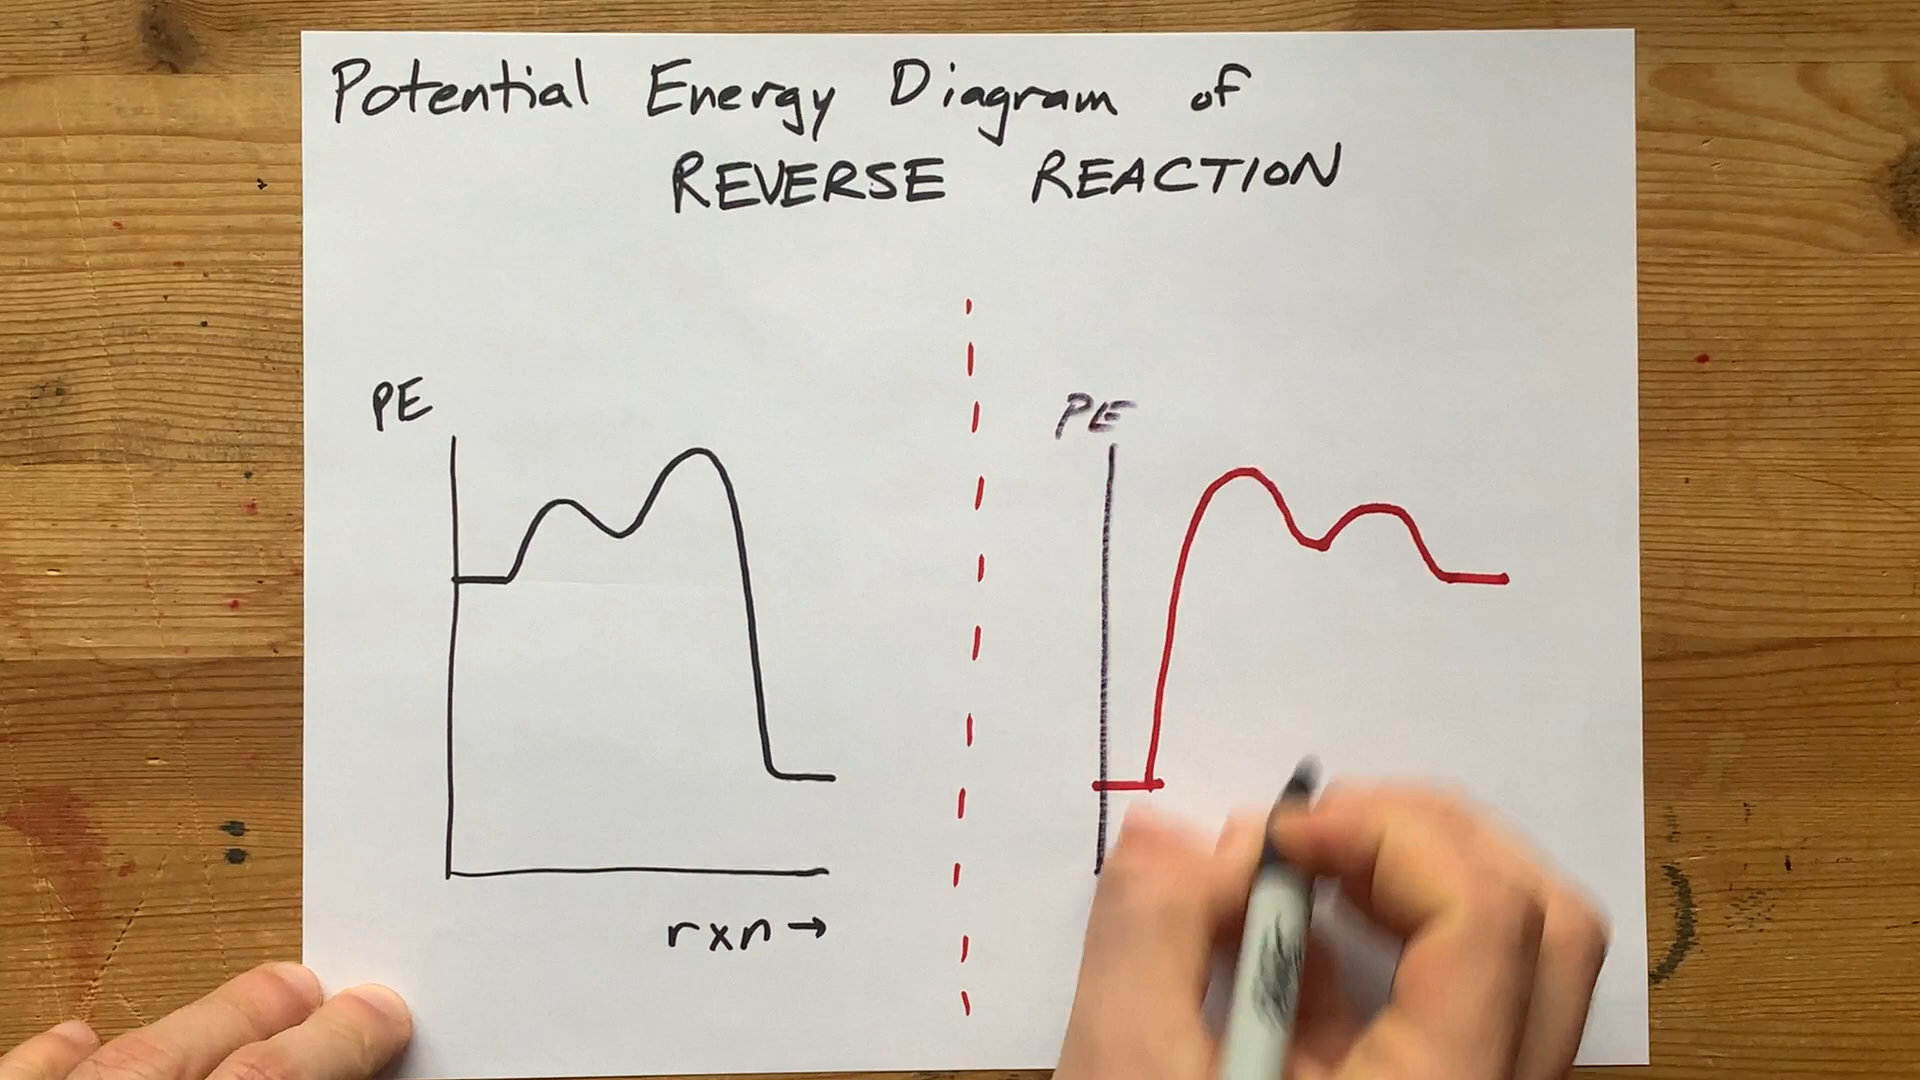 Potential Energy Diagram of
REVERSE REACTION
PE
PE
rxn →